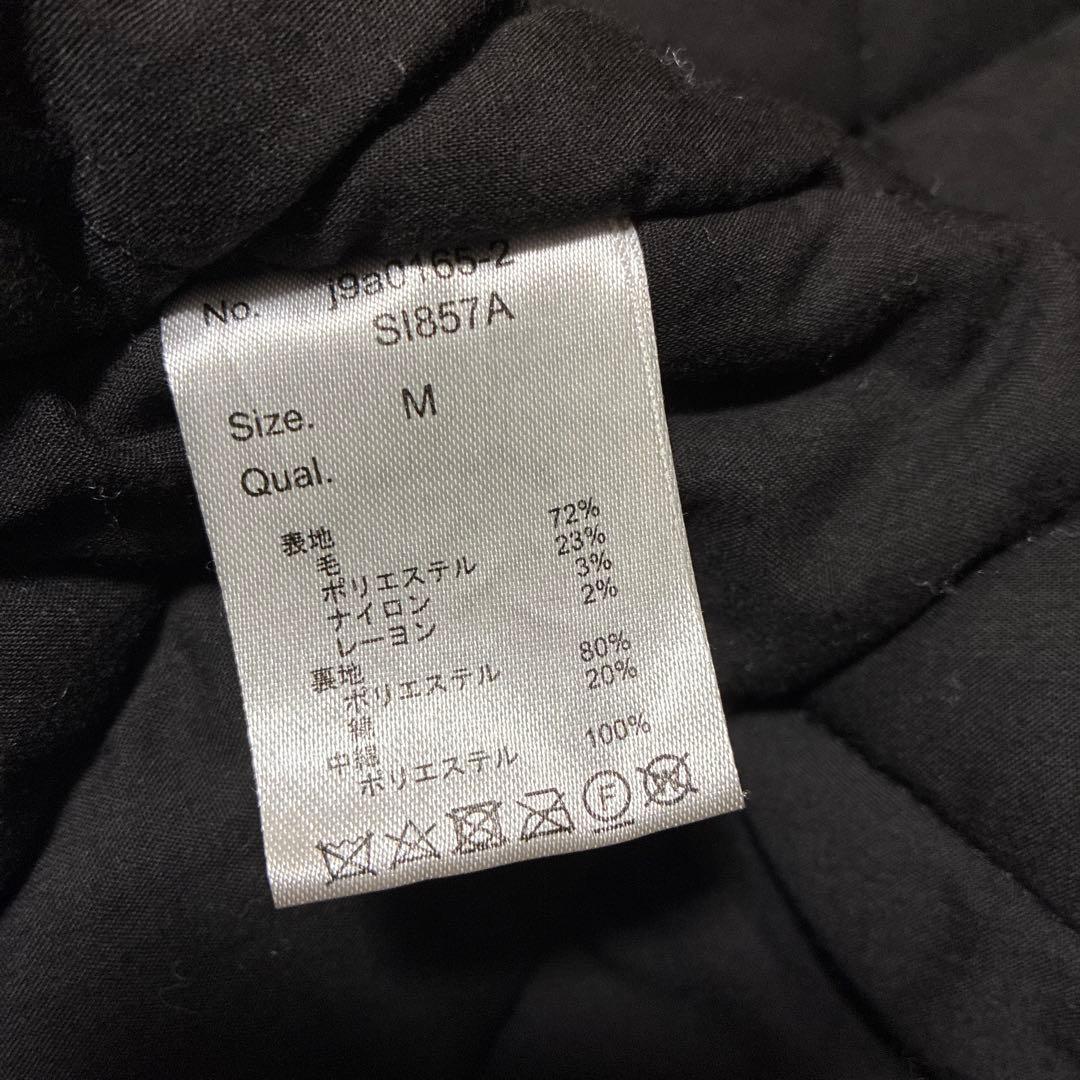 No. j9a0165-2
SI857A
Size. M
Qual.
表地
毛 72%
ポリエステル 23%
ナイロン 3%
レーヨン 2%
裏地
ポリエステル 80%
綿 20%
中綿
ポリエステル 100%
F
W